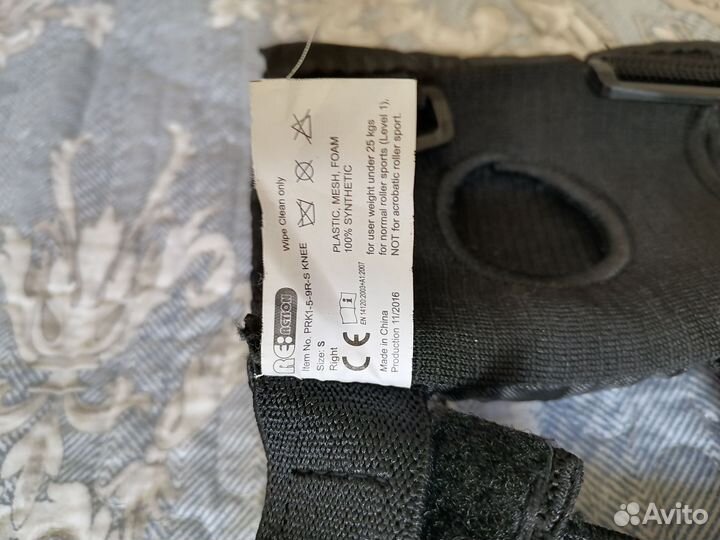 RE:ACTION
Item No. PRK1-5-9R-S KNEE
Size: S
Right
CE
EN 14120:2003+A1:2007
Made in China
Production 11/2016
Wipe clean only
PLASTIC, MESH, FOAM
100% SYNTHETIC
for user weight under 25 kgs
for normal roller sports (Level 1),
NOT for acrobatic roller sport.
Avito